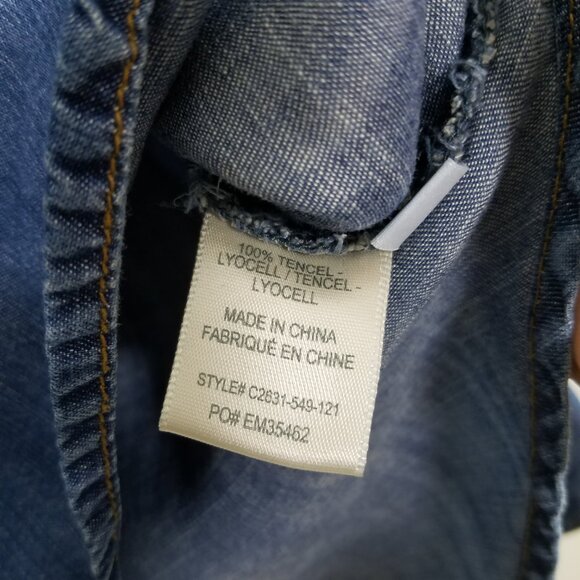 100% TENCEL -
LYOCELL / TENCEL -
LYOCELL
MADE IN CHINA
FABRIQUÉ EN CHINE
STYLE# C2631-549-121
PO# EM35462